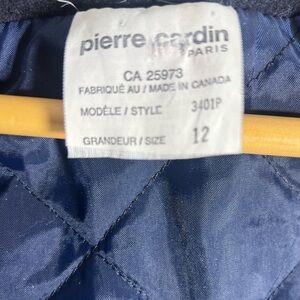 pierre cardin
PARIS
CA 25973
FABRIQUÉ AU / MADE IN CANADA
MODÈLE / STYLE 3401P
GRANDEUR / SIZE 12